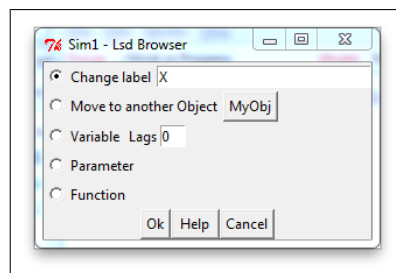 Sim1 - Lsd Browser
Change label X
Move to another Object MyObj
Variable Lags 0
Parameter
Function
Ok Help Cancel